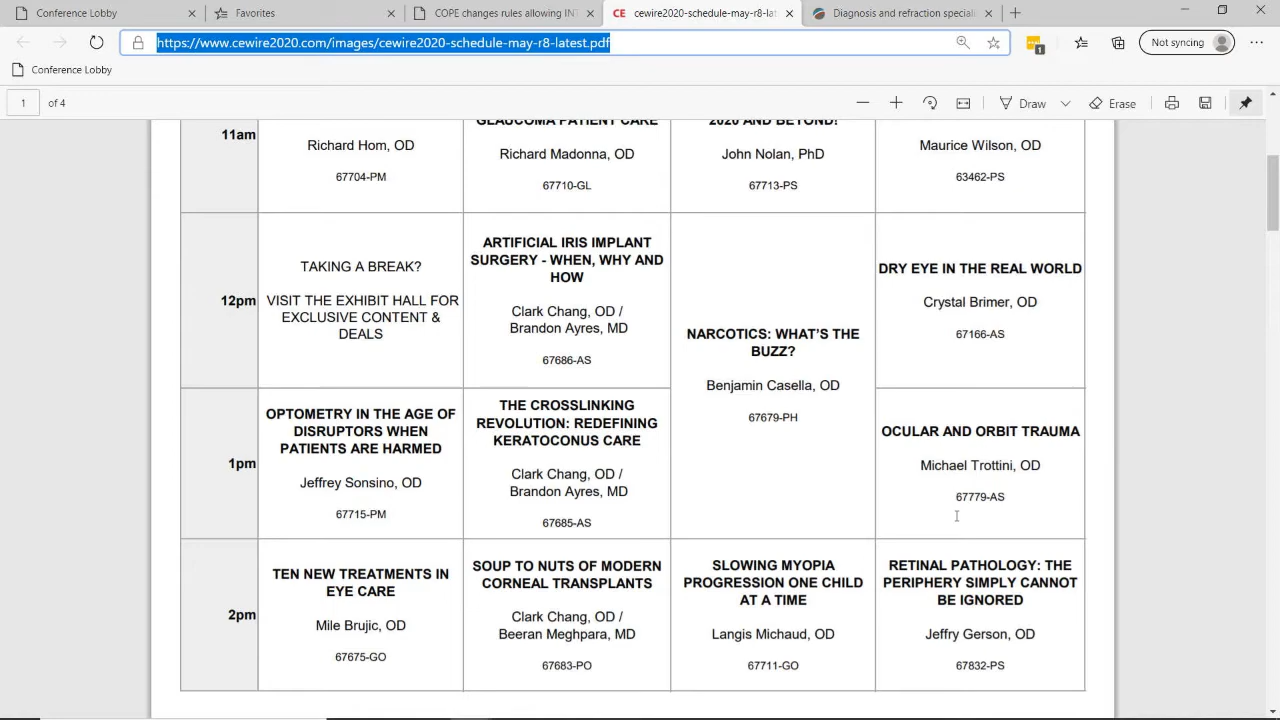 Conference Lobby
Favorites
COPE changes rules allowing INT
CE cewire2020-schedule-may-r8-lat
Diagnosis and refraction speciali
https://www.cewire2020.com/images/cewire2020-schedule-may-r8-latest.pdf
1
Not syncing
Conference Lobby
1 of 4
Draw
Erase
11am
Richard Hom, OD
67704-PM
GLAUCOMA PATIENT CARE
Richard Madonna, OD
67710-GL
2020 AND BEYOND!
John Nolan, PhD
67713-PS
Maurice Wilson, OD
63462-PS
12pm
TAKING A BREAK?
VISIT THE EXHIBIT HALL FOR
EXCLUSIVE CONTENT &
DEALS
ARTIFICIAL IRIS IMPLANT
SURGERY - WHEN, WHY AND
HOW
Clark Chang, OD /
Brandon Ayres, MD
67686-AS
NARCOTICS: WHAT'S THE
BUZZ?
Benjamin Casella, OD
67679-PH
DRY EYE IN THE REAL WORLD
Crystal Brimer, OD
67166-AS
1pm
OPTOMETRY IN THE AGE OF
DISRUPTORS WHEN
PATIENTS ARE HARMED
Jeffrey Sonsino, OD
67715-PM
THE CROSSLINKING
REVOLUTION: REDEFINING
KERATOCONUS CARE
Clark Chang, OD /
Brandon Ayres, MD
67685-AS
OCULAR AND ORBIT TRAUMA
Michael Trottini, OD
67779-AS
2pm
TEN NEW TREATMENTS IN
EYE CARE
Mile Brujic, OD
67675-GO
SOUP TO NUTS OF MODERN
CORNEAL TRANSPLANTS
Clark Chang, OD /
Beeran Meghpara, MD
67683-PO
SLOWING MYOPIA
PROGRESSION ONE CHILD
AT A TIME
Langis Michaud, OD
67711-GO
RETINAL PATHOLOGY: THE
PERIPHERY SIMPLY CANNOT
BE IGNORED
Jeffry Gerson, OD
67832-PS